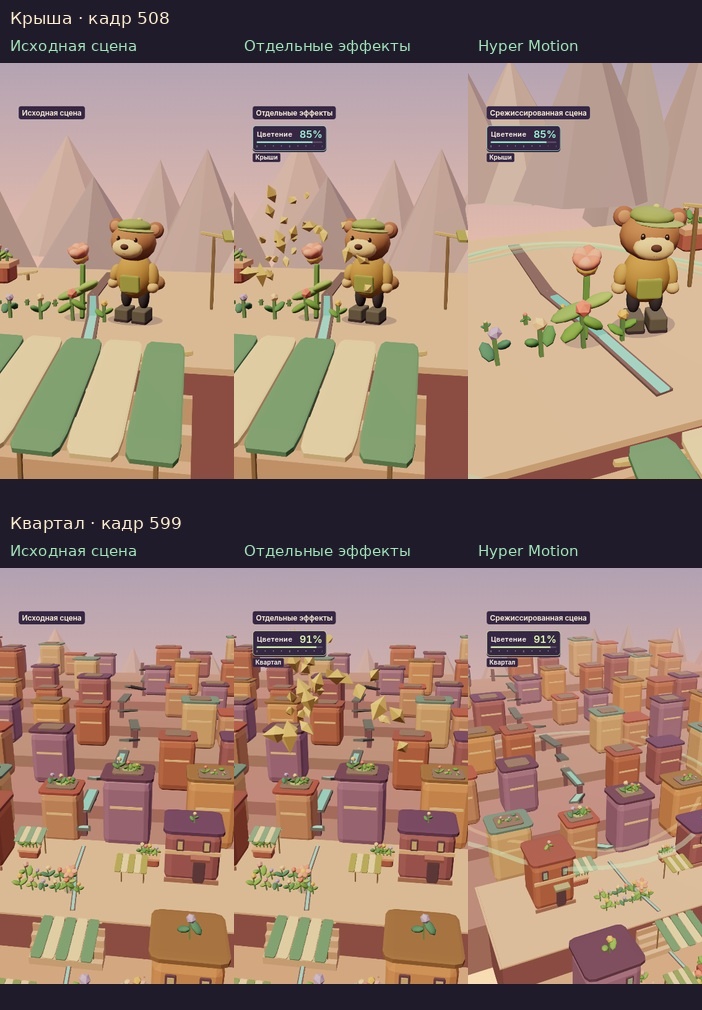 Крыша · кадр 508
Исходная сцена
Отдельные эффекты
Hyper Motion
Исходная сцена
Отдельные эффекты
Цветение 85%
Крыши
Срежиссированная сцена
Цветение 85%
Крыши
Квартал · кадр 599
Исходная сцена
Отдельные эффекты
Hyper Motion
Исходная сцена
Отдельные эффекты
Цветение 91%
Квартал
Срежиссированная сцена
Цветение 91%
Квартал